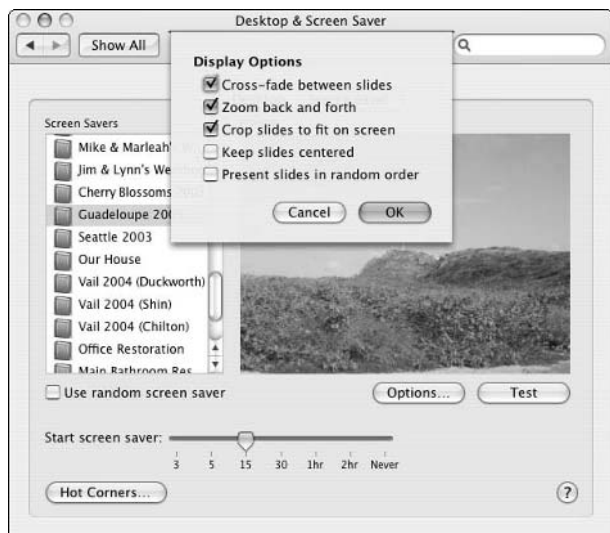 Desktop & Screen Saver
Show All
Display Options
Cross-fade between slides
Zoom back and forth
Crop slides to fit on screen
Keep slides centered
Present slides in random order
Cancel OK
Screen Savers
Mike & Marleah's
Jim & Lynn's
Cherry Blossoms
Guadeloupe
Seattle 2003
Our House
Vail 2004 (Duckworth)
Vail 2004 (Shin)
Vail 2004 (Chilton)
Office Restoration
Main Bathroom
Use random screen saver
Options... Test
Start screen saver:
3 5 15 30 1hr 2hr Never
Hot Corners...
?